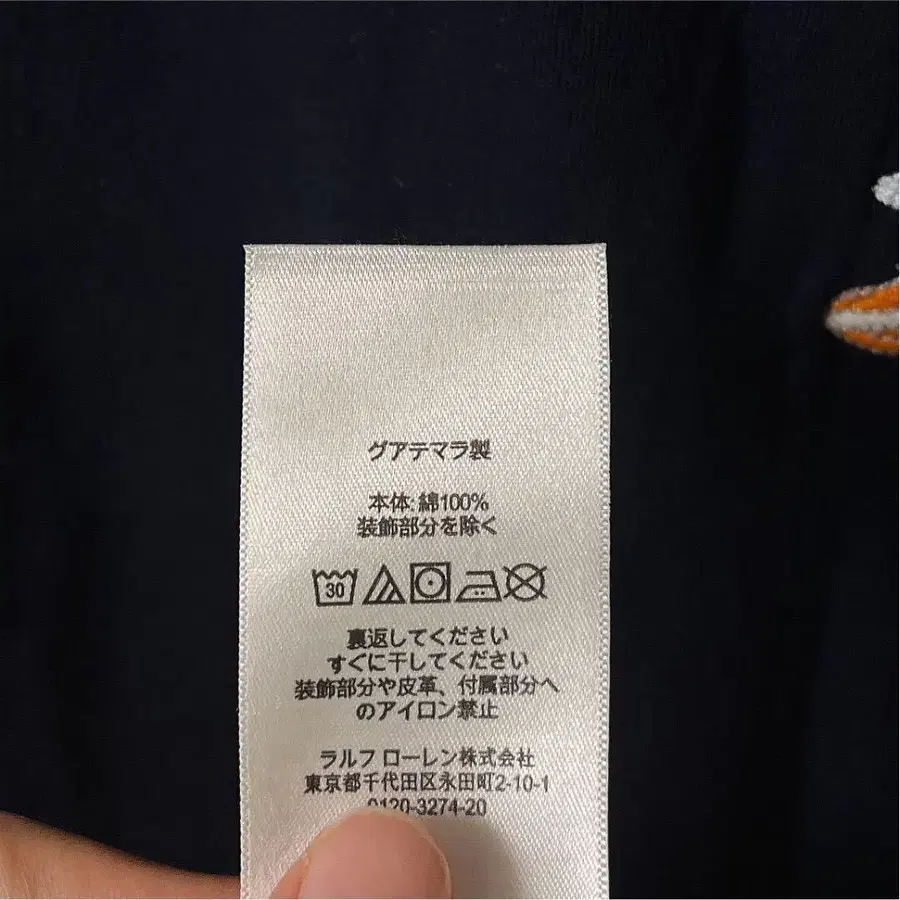 グアテマラ製
本体: 綿100%
装飾部分を除く
30
裏返してください
すぐに干してください
装飾部分や皮革、付属部分へ
のアイロン禁止
ラルフ ローレン株式会社
東京都千代田区永田町2-10-1
0120-3274-20